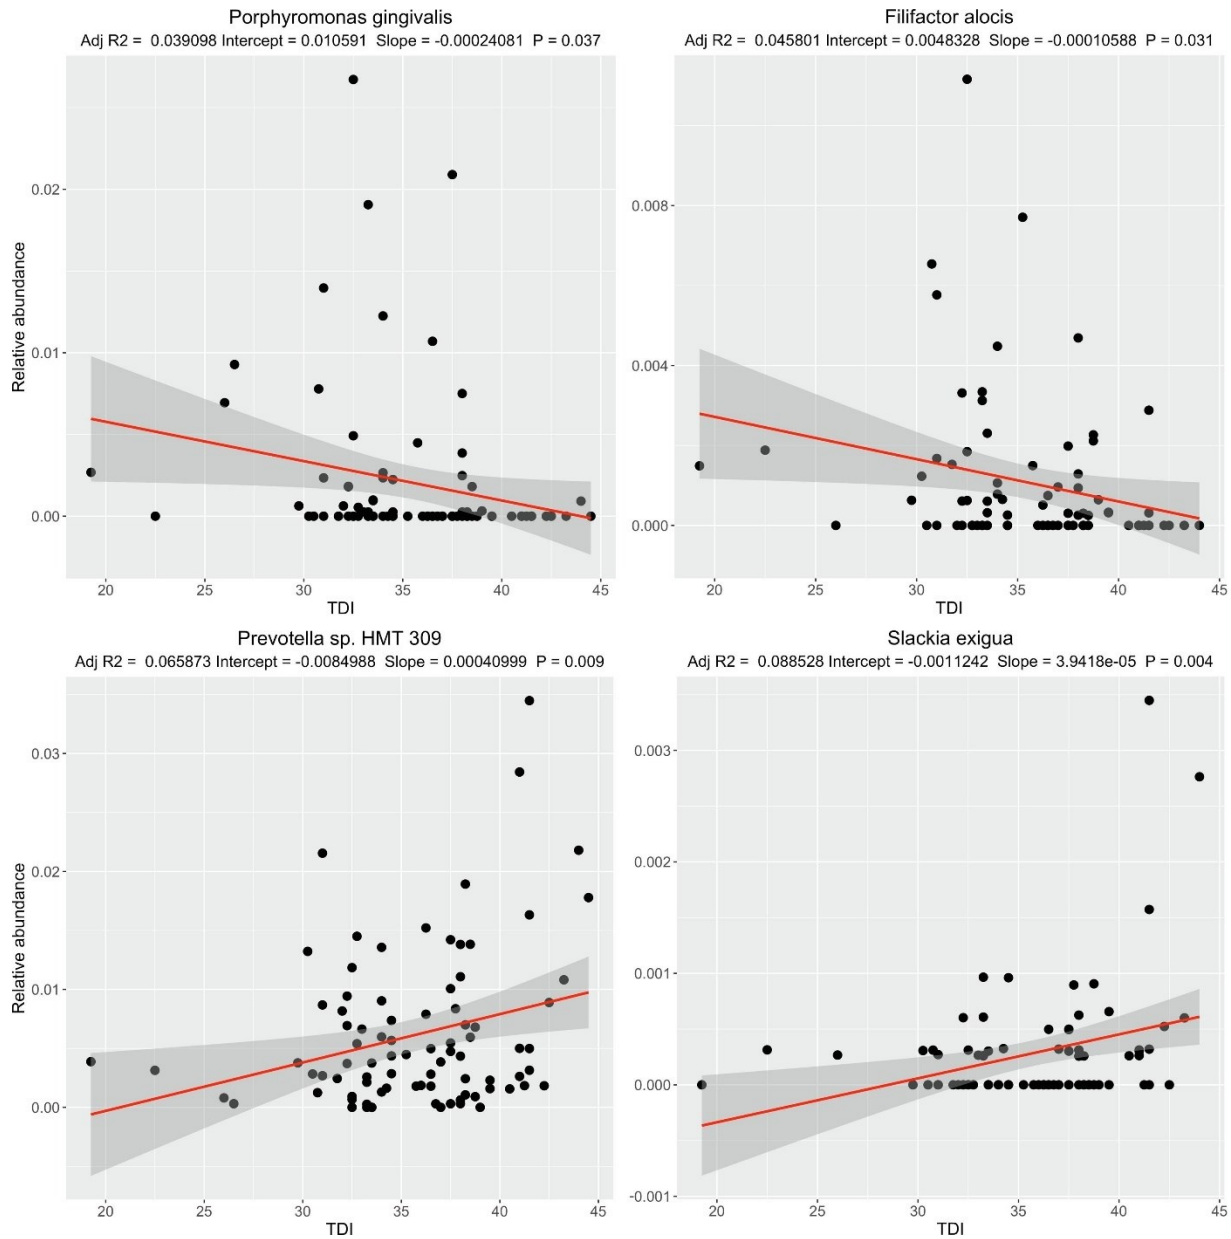 Porphyromonas gingivalis
Adj R2 = 0.039098 Intercept = 0.010591 Slope = -0.00024081 P = 0.037
0.02
0.01
0.00
Relative abundance
20 25 30 35 40 45
TDI
Filifactor alocis
Adj R2 = 0.045801 Intercept = 0.0048328 Slope = -0.00010588 P = 0.031
0.008
0.004
0.000
20 25 30 35 40 45
TDI
Prevotella sp. HMT 309
Adj R2 = 0.065873 Intercept = -0.0084988 Slope = 0.00040999 P = 0.009
0.03
0.02
0.01
0.00
Relative abundance
20 25 30 35 40 45
TDI
Slackia exigua
Adj R2 = 0.088528 Intercept = -0.0011242 Slope = 3.9418e-05 P = 0.004
0.003
0.002
0.001
0.000
-0.001
20 25 30 35 40 45
TDI